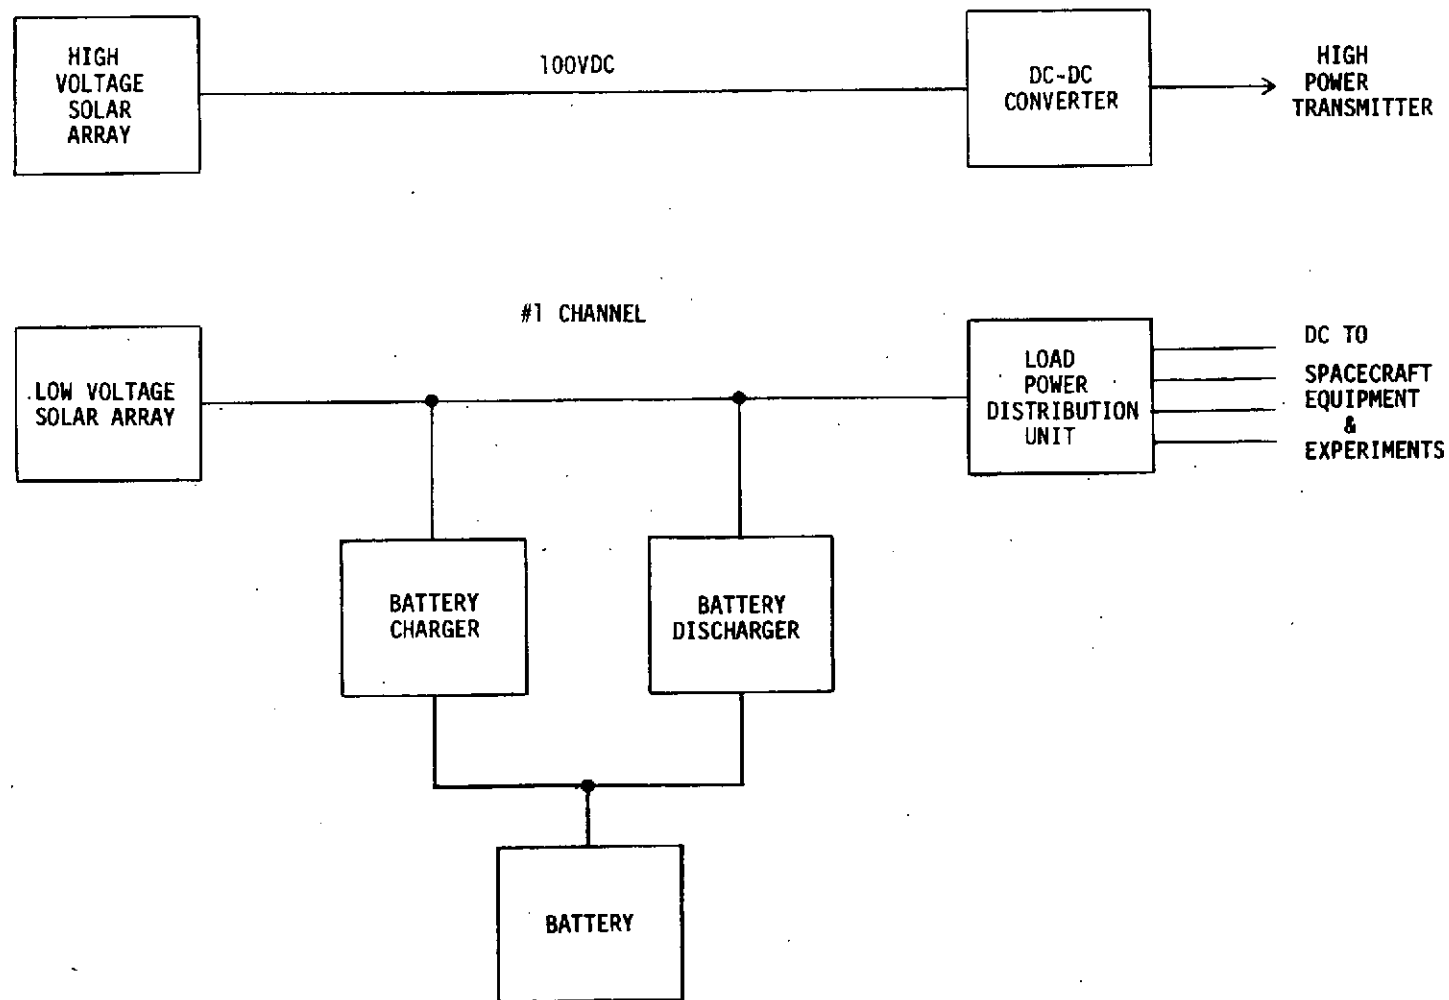 HIGH
VOLTAGE
SOLAR
ARRAY
100VDC
DC-DC
CONVERTER
HIGH
POWER
TRANSMITTER
#1 CHANNEL
LOW VOLTAGE
SOLAR ARRAY
LOAD
POWER
DISTRIBUTION
UNIT
DC TO
SPACECRAFT
EQUIPMENT
&
EXPERIMENTS
BATTERY
CHARGER
BATTERY
DISCHARGER
BATTERY